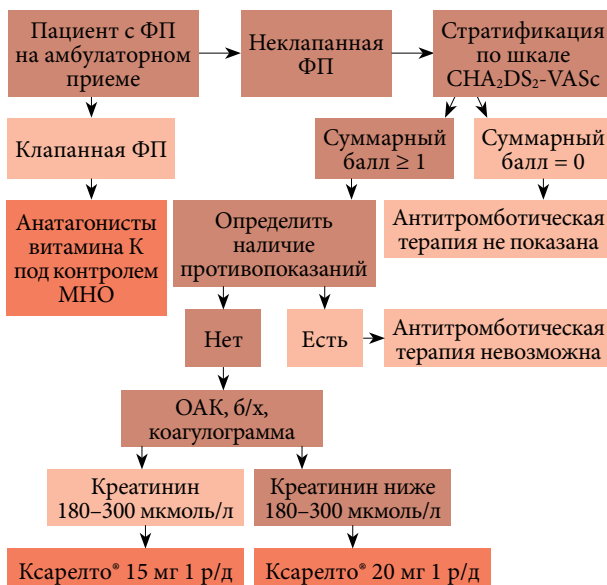 Пациент с ФП
на амбулаторном
приеме
Неклапанная
ФП
Стратификация
по шкале
CHA₂DS₂-VASc
Клапанная ФП
Суммарный
балл ≥ 1
Суммарный
балл = 0
Анатагонисты
витамина К
под контролем
МНО
Определить
наличие
противопоказаний
Антитромботическая
терапия не показана
Нет
Есть
Антитромботическая
терапия невозможна
ОАК, б/х,
коагулограмма
Креатинин
180–300 мкмоль/л
Креатинин ниже
180–300 мкмоль/л
Ксарелто® 15 мг 1 р/д
Ксарелто® 20 мг 1 р/д